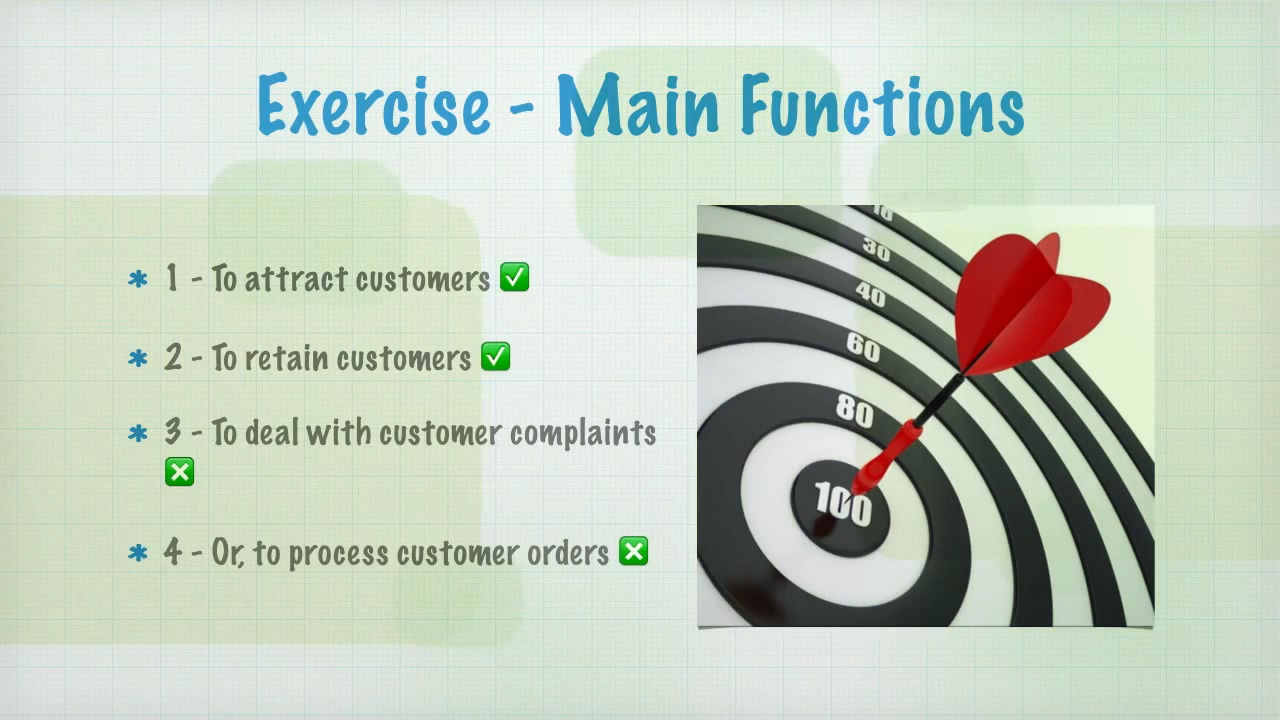 Exercise - Main Functions
* 1 - To attract customers ✅
* 2 - To retain customers ✅
* 3 - To deal with customer complaints
❎
* 4 - Or, to process customer orders ❎
10
30
40
60
80
100